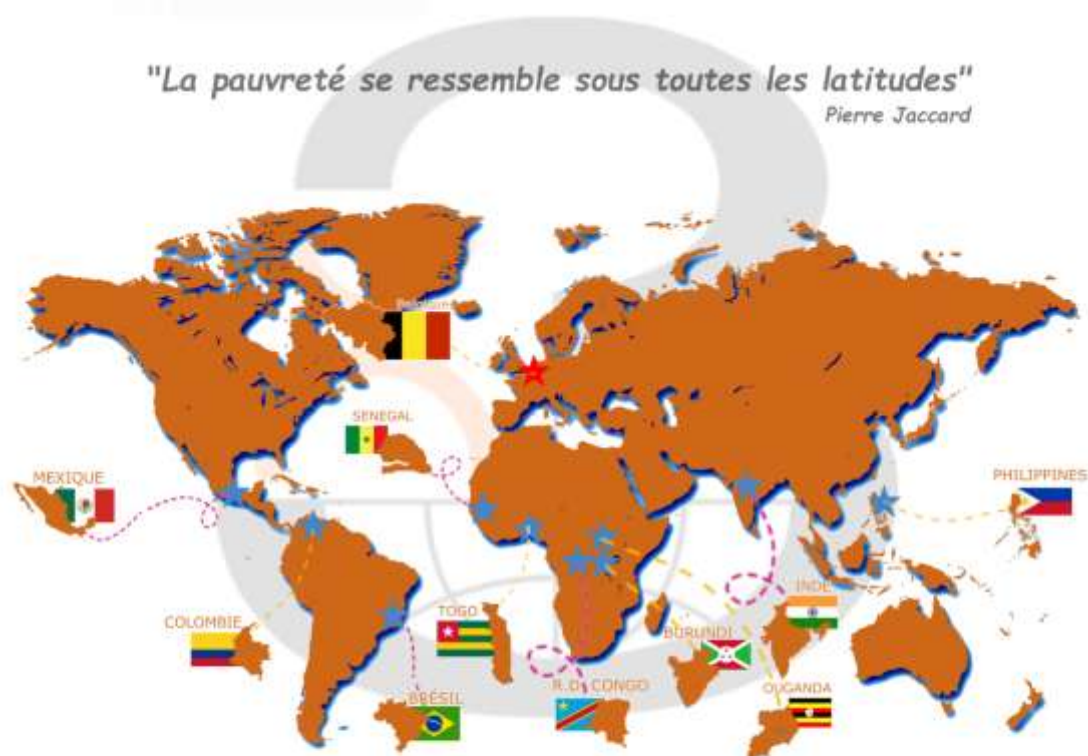 "La pauvreté se ressemble sous toutes les latitudes"
Pierre Jaccard
SENEGAL
MEXIQUE
PHILIPPINES
INDE
TOGO
COLOMBIE
BURUNDI
R.D. CONGO
OUGANDA
BRÉSIL